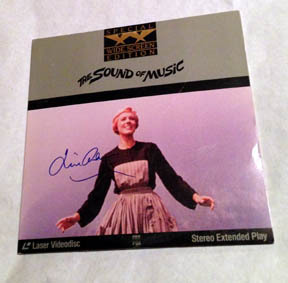 SPECIAL
WIDE SCREEN
EDITION
THE SOUND OF MUSIC
Laser Videodisc
Stereo Extended Play